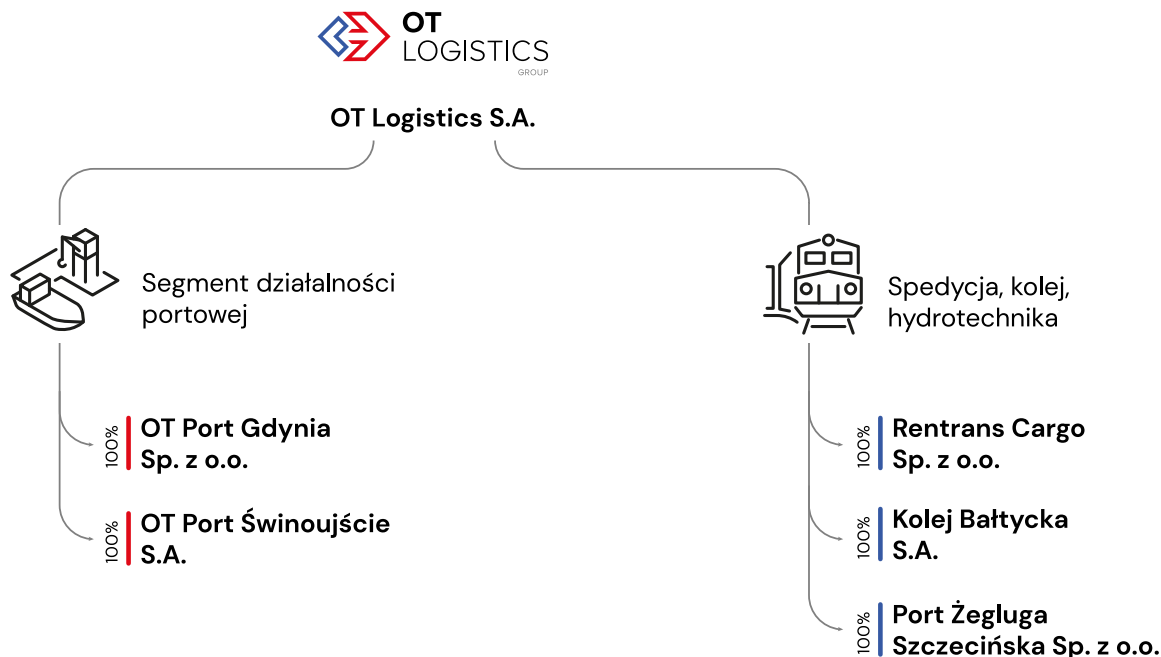 OT
LOGISTICS
GROUP
OT Logistics S.A.
Segment działalności
portowej
100%
OT Port Gdynia
Sp. z o.o.
100%
OT Port Świnoujście
S.A.
Spedycja, kolej,
hydrotechnika
100%
Rentrans Cargo
Sp. z o.o.
100%
Kolej Bałtycka
S.A.
100%
Port Żegluga
Szczecińska Sp. z o.o.